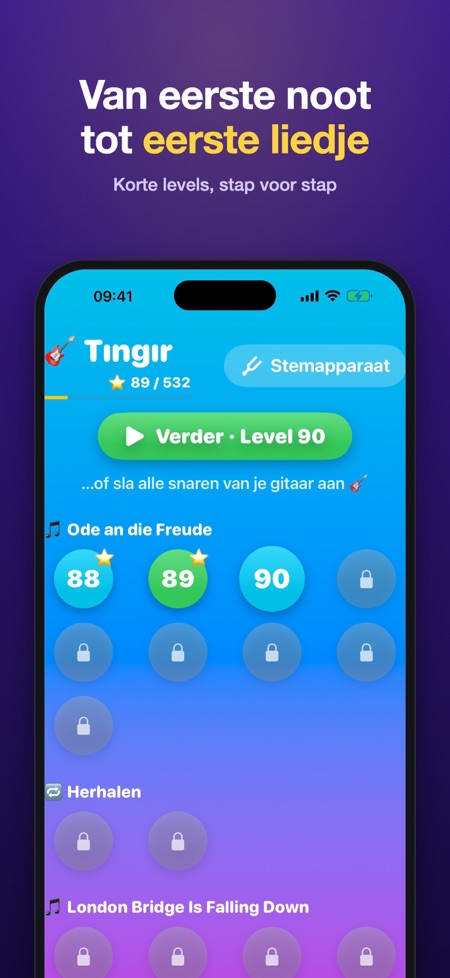 Van eerste noot
tot eerste liedje
Korte levels, stap voor stap
09:41
Tıngır
Stemapparaat
89 / 532
Verder · Level 90
...of sla alle snaren van je gitaar aan
Ode an die Freude
88 89 90
Herhalen
London Bridge Is Falling Down